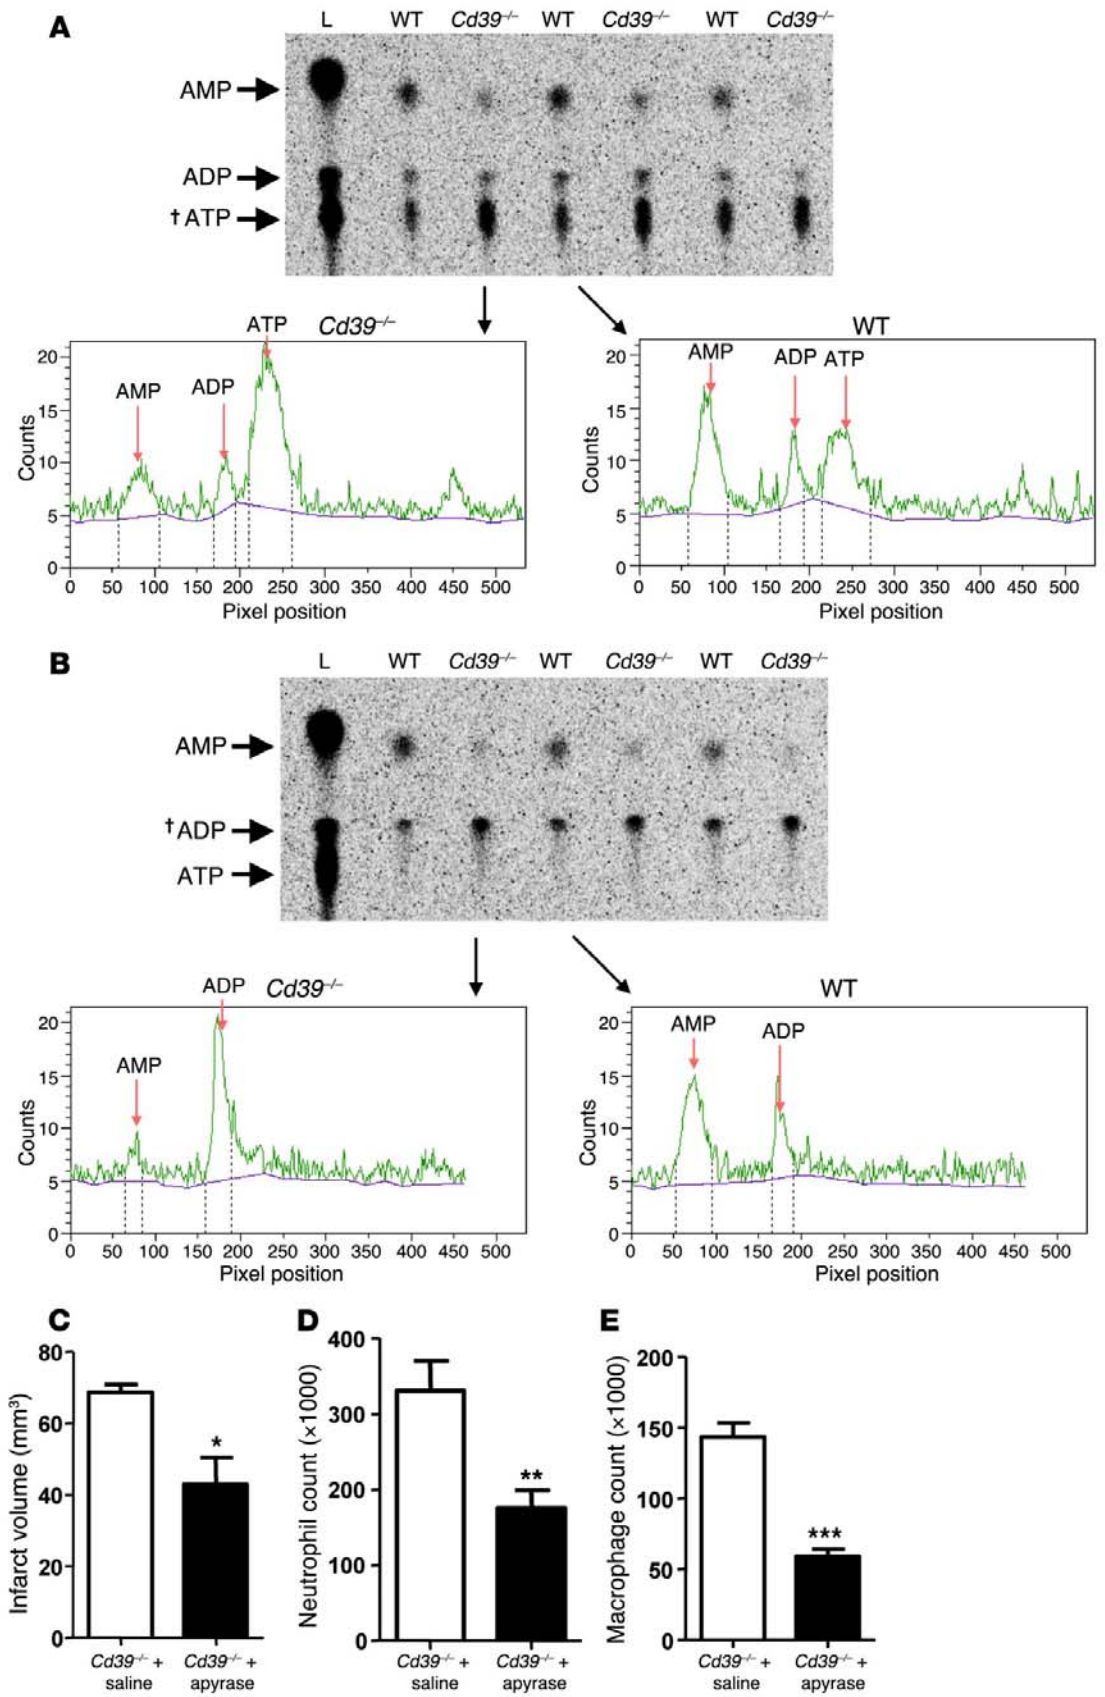 A
L WT Cd39⁻/⁻ WT Cd39⁻/⁻ WT Cd39⁻/⁻
AMP
ADP
†ATP
Cd39⁻/⁻
WT
ATP
AMP
ADP
AMP
ADP ATP
Counts
20
15
10
5
0
0 50 100 150 200 250 300 350 400 450 500
Pixel position
Counts
20
15
10
5
0
0 50 100 150 200 250 300 350 400 450 500
Pixel position
B
L WT Cd39⁻/⁻ WT Cd39⁻/⁻ WT Cd39⁻/⁻
AMP
†ADP
ATP
Cd39⁻/⁻
WT
ADP
AMP
AMP
ADP
Counts
20
15
10
5
0
0 50 100 150 200 250 300 350 400 450 500
Pixel position
Counts
20
15
10
5
0
0 50 100 150 200 250 300 350 400 450 500
Pixel position
C
Infarct volume (mm³)
80
60
40
20
0
*
Cd39⁻/⁻ +
saline
Cd39⁻/⁻ +
apyrase
D
Neutrophil count (×1000)
400
300
200
100
0
**
Cd39⁻/⁻ +
saline
Cd39⁻/⁻ +
apyrase
E
Macrophage count (×1000)
200
150
100
50
0
***
Cd39⁻/⁻ +
saline
Cd39⁻/⁻ +
apyrase